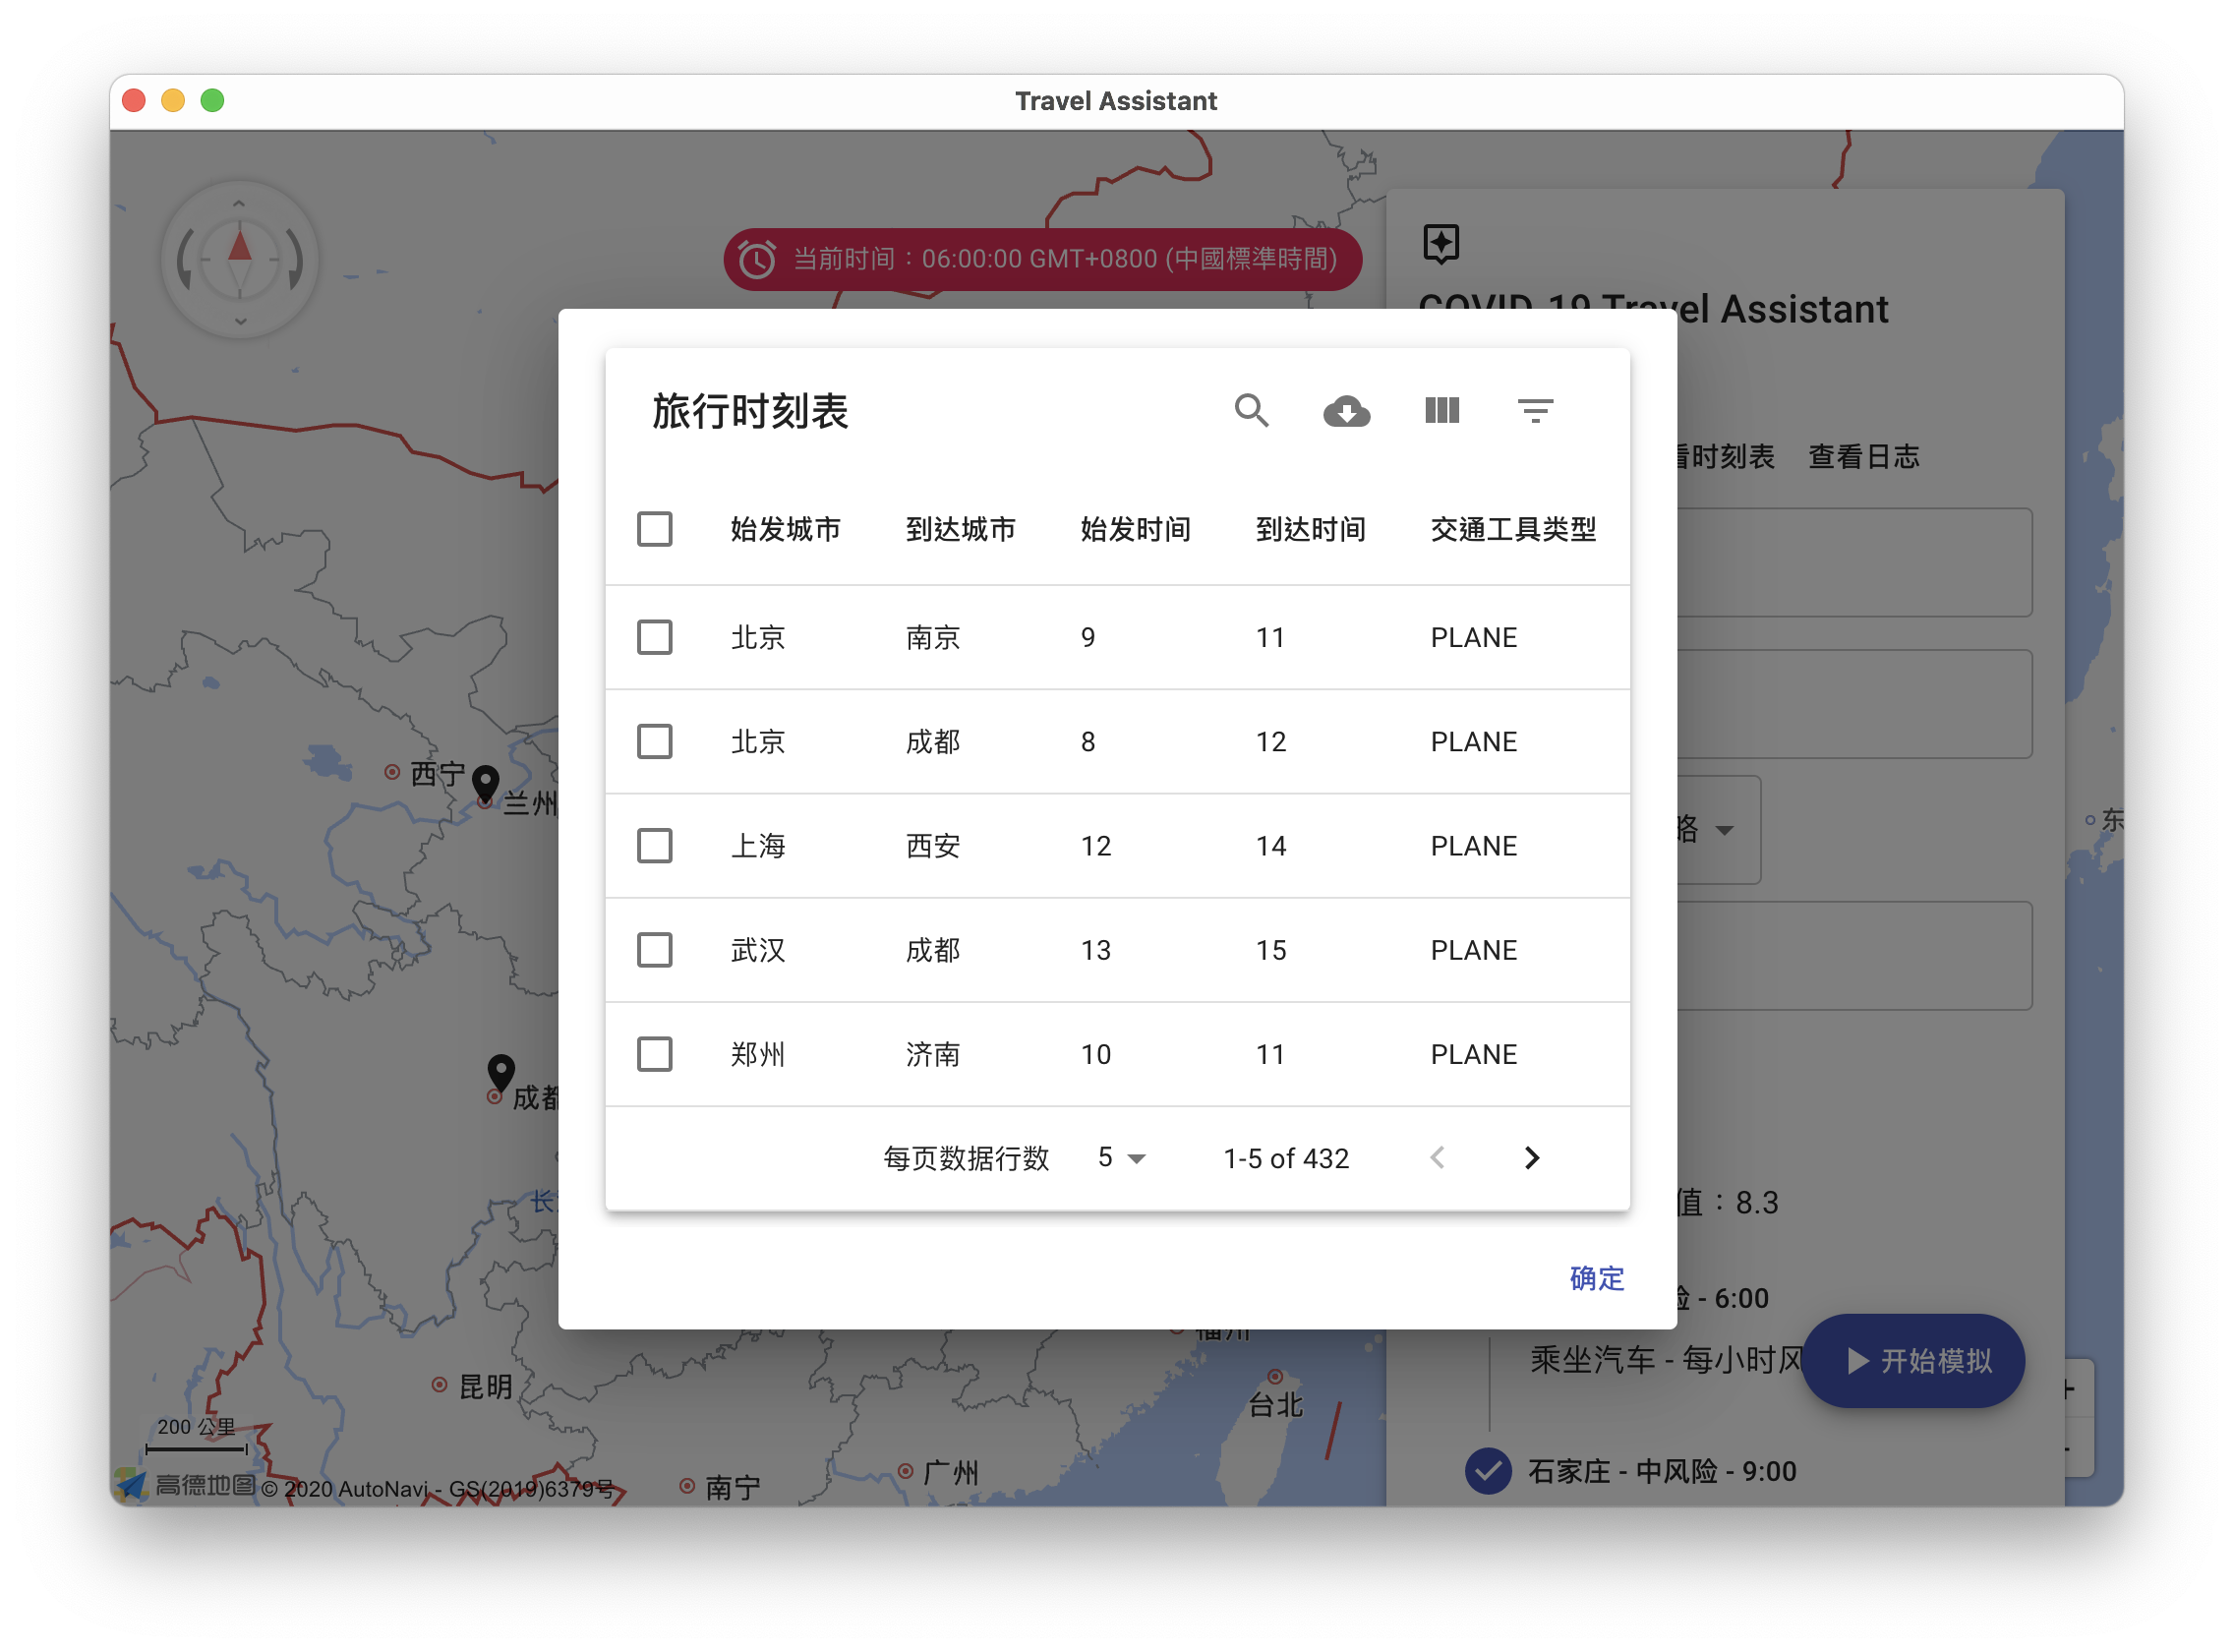 Travel Assistant
当前时间：06:00:00 GMT+0800 (中國標準時間)
COVID-19 Travel Assistant
看时刻表 查看日志
旅行时刻表
始发城市 到达城市 始发时间 到达时间 交通工具类型
北京 南京 9 11 PLANE
北京 成都 8 12 PLANE
上海 西安 12 14 PLANE
武汉 成都 13 15 PLANE
郑州 济南 10 11 PLANE
每页数据行数 5 1-5 of 432
确定
西宁
兰州
成都
长
昆明
南宁
广州
福州
台北
东
略
值：8.3
险 - 6:00
乘坐汽车 - 每小时风
开始模拟
石家庄 - 中风险 - 9:00
200 公里
高德地图 © 2020 AutoNavi - GS(2019)6379号